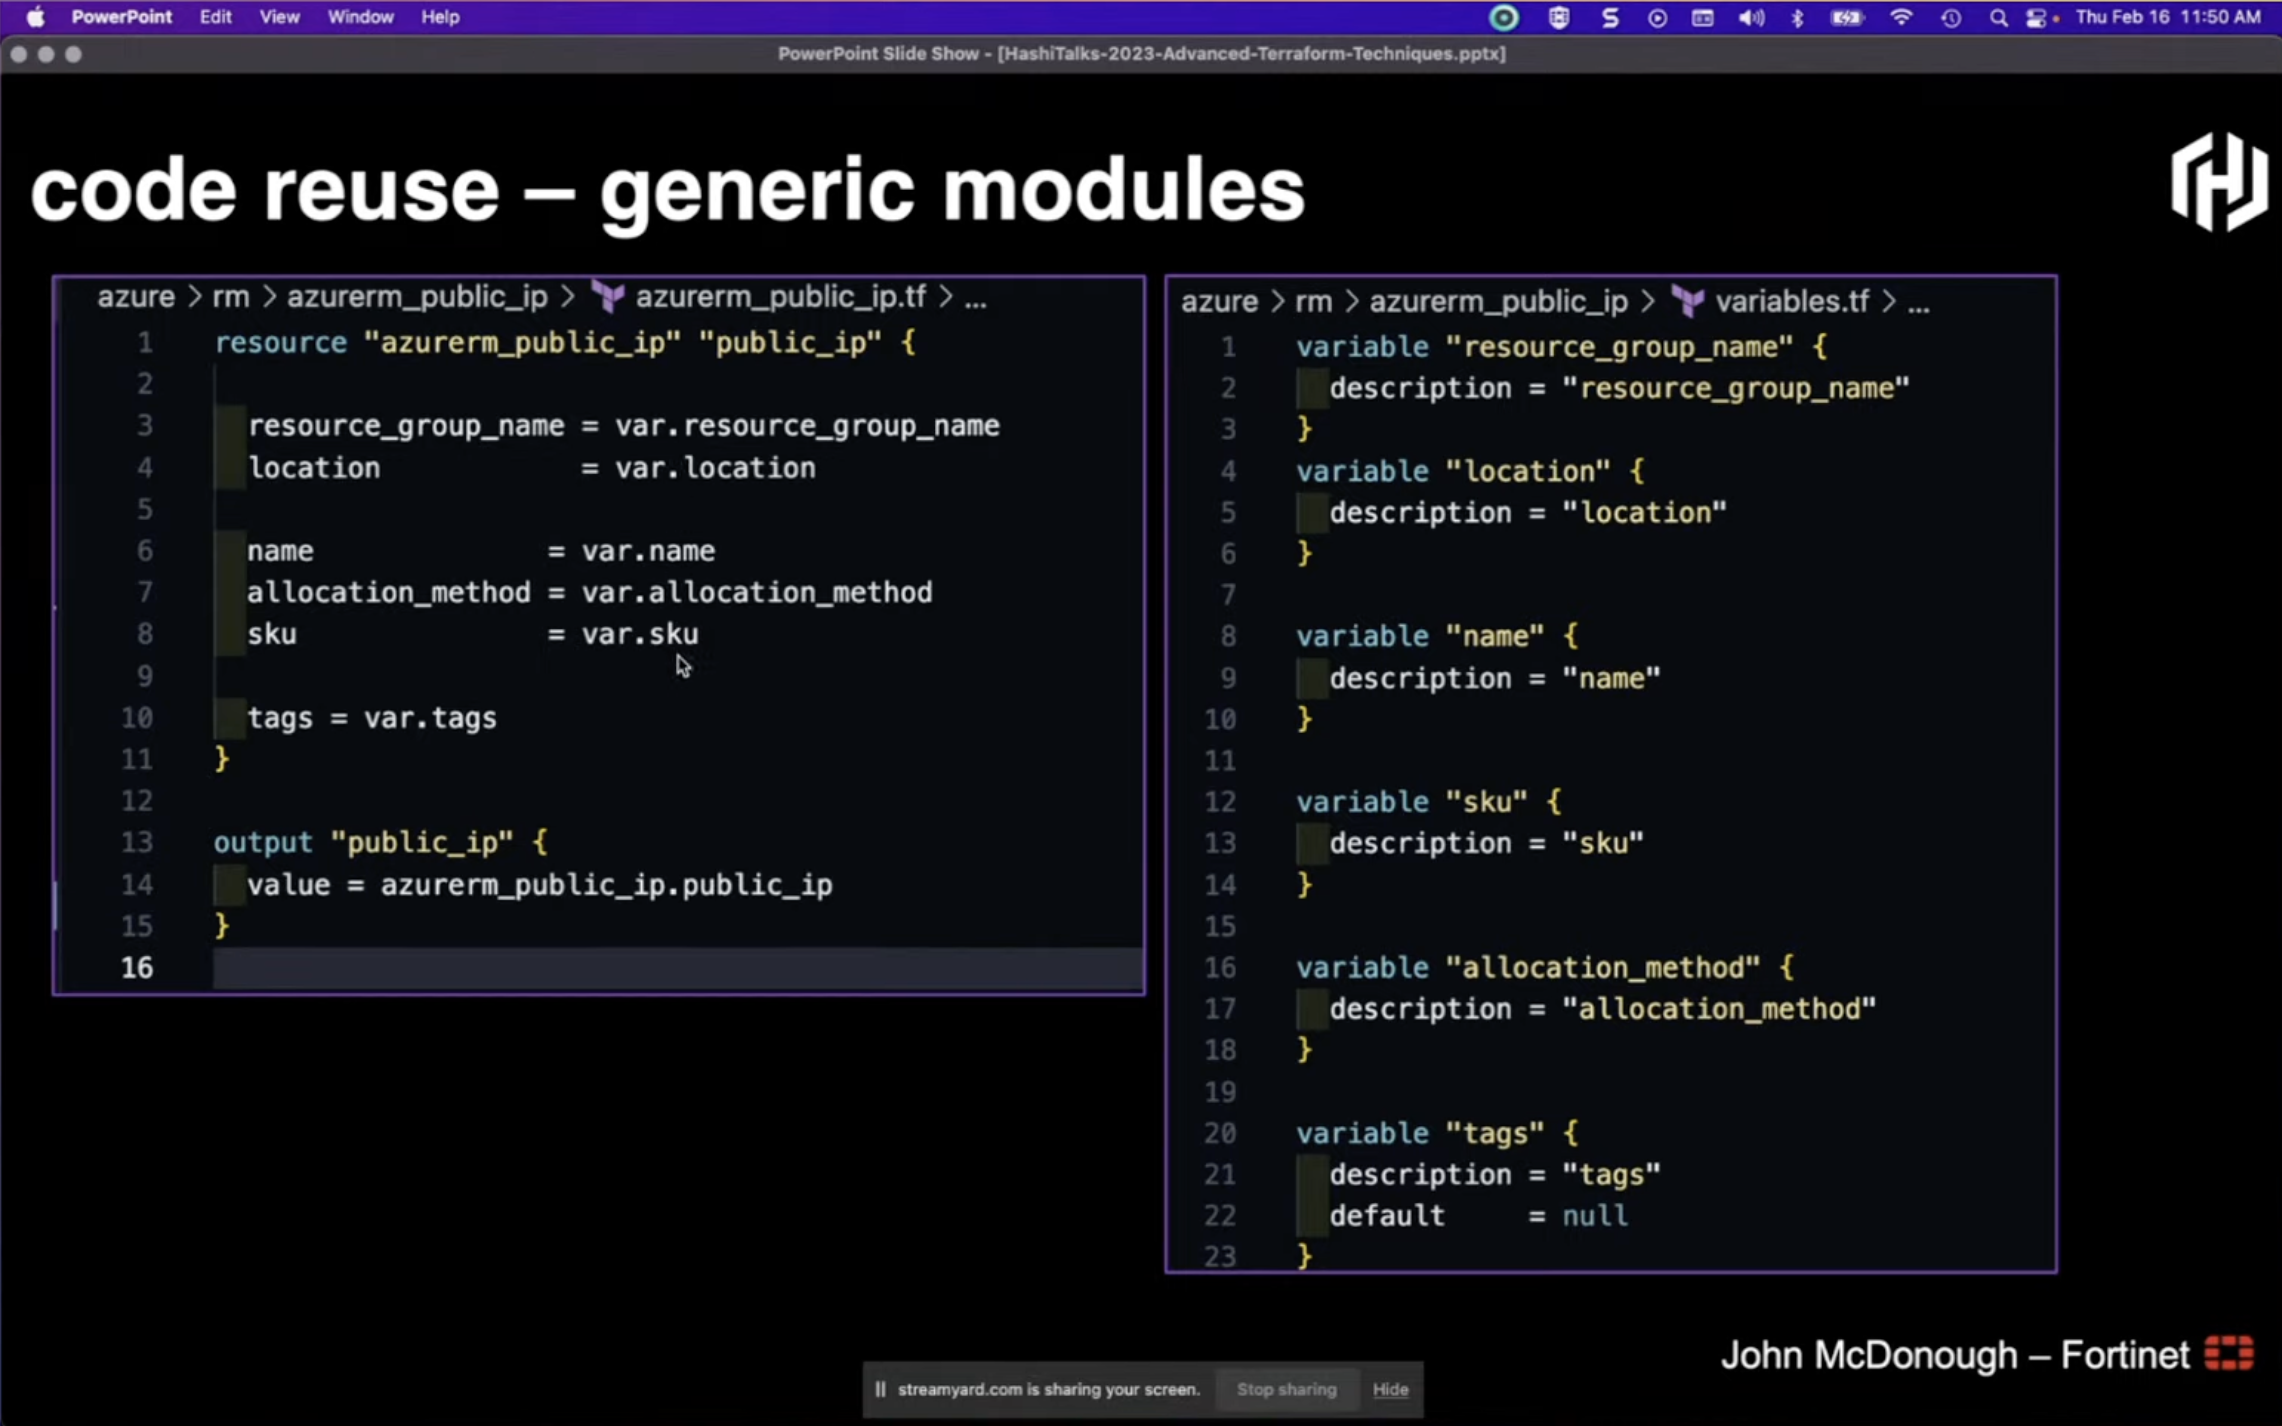 PowerPoint Edit View Window Help Thu Feb 16 11:50 AM
PowerPoint Slide Show - [HashiTalks-2023-Advanced-Terraform-Techniques.pptx]
code reuse – generic modules
azure > rm > azurerm_public_ip > azurerm_public_ip.tf > ...
1 resource "azurerm_public_ip" "public_ip" {
2
3 resource_group_name = var.resource_group_name
4 location = var.location
5
6 name = var.name
7 allocation_method = var.allocation_method
8 sku = var.sku
9
10 tags = var.tags
11 }
12
13 output "public_ip" {
14 value = azurerm_public_ip.public_ip
15 }
16
azure > rm > azurerm_public_ip > variables.tf > ...
1 variable "resource_group_name" {
2 description = "resource_group_name"
3 }
4 variable "location" {
5 description = "location"
6 }
7
8 variable "name" {
9 description = "name"
10 }
11
12 variable "sku" {
13 description = "sku"
14 }
15
16 variable "allocation_method" {
17 description = "allocation_method"
18 }
19
20 variable "tags" {
21 description = "tags"
22 default = null
23 }
John McDonough – Fortinet
streamyard.com is sharing your screen. Stop sharing Hide